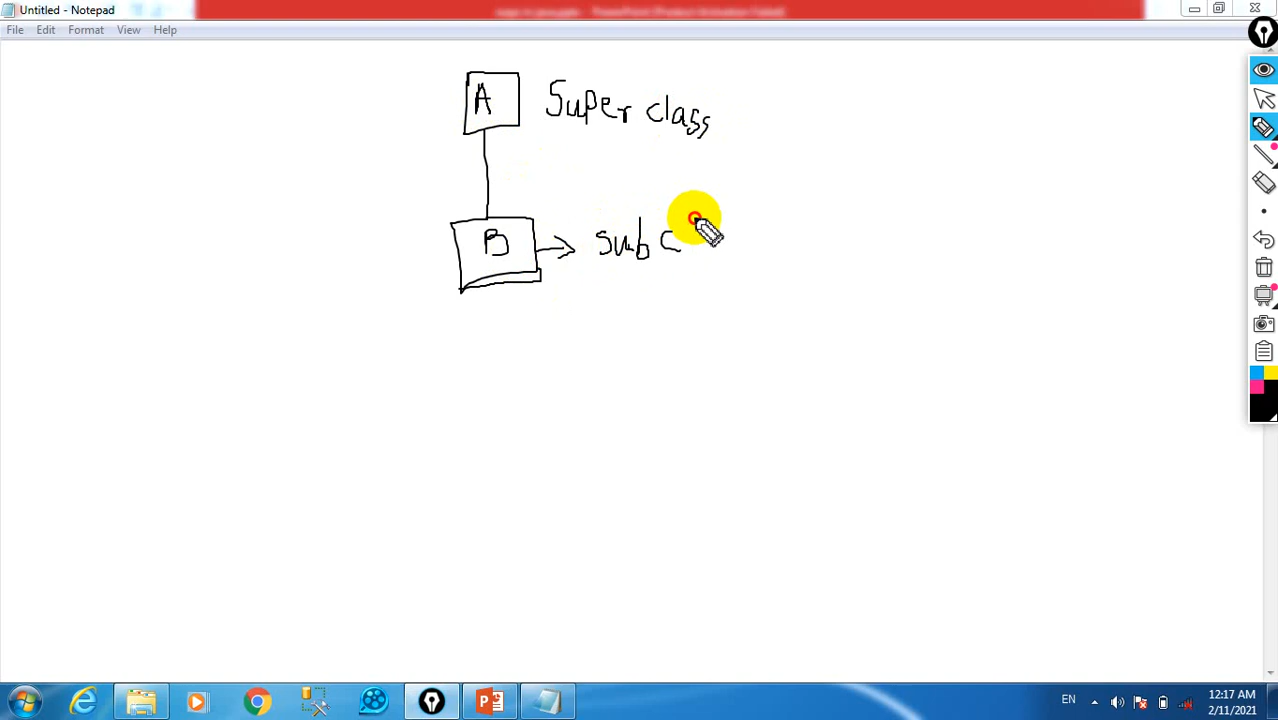 Untitled - Notepad
File Edit Format View Help
A Super class
B sub c
EN
12:17 AM
2/11/2021